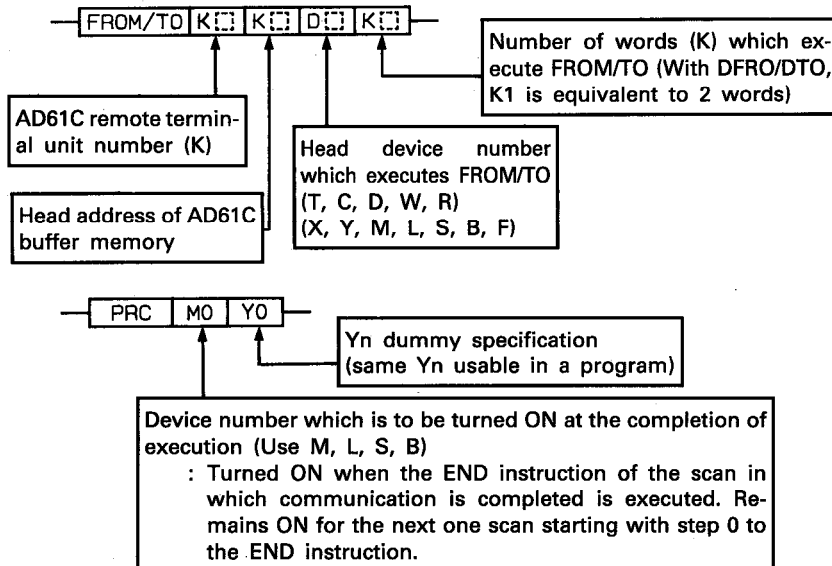 FROM/TO K K D K
Number of words (K) which ex-
ecute FROM/TO (With DFRO/DTO,
K1 is equivalent to 2 words)
AD61C remote termin-
al unit number (K)
Head device number
which executes FROM/TO
(T, C, D, W, R)
(X, Y, M, L, S, B, F)
Head address of AD61C
buffer memory
PRC M0 Y0
Yn dummy specification
(same Yn usable in a program)
Device number which is to be turned ON at the completion of
execution (Use M, L, S, B)
: Turned ON when the END instruction of the scan in
which communication is completed is executed. Re-
mains ON for the next one scan starting with step 0 to
the END instruction.